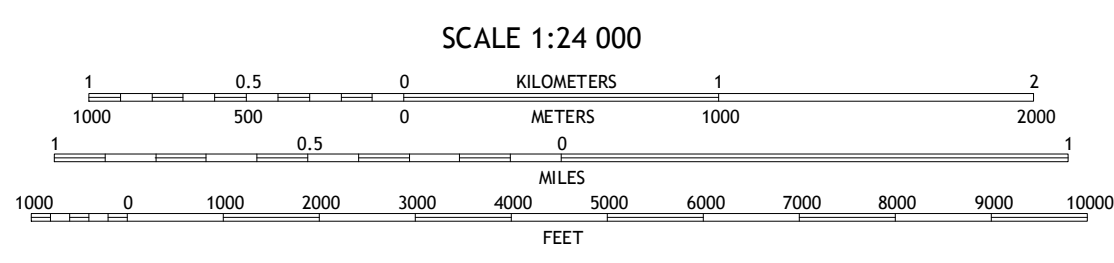 SCALE 1:24 000
1 0.5 0 KILOMETERS 1 2
1000 500 0 METERS 1000 2000
1 0.5 0 1
MILES
1000 0 1000 2000 3000 4000 5000 6000 7000 8000 9000 10000
FEET